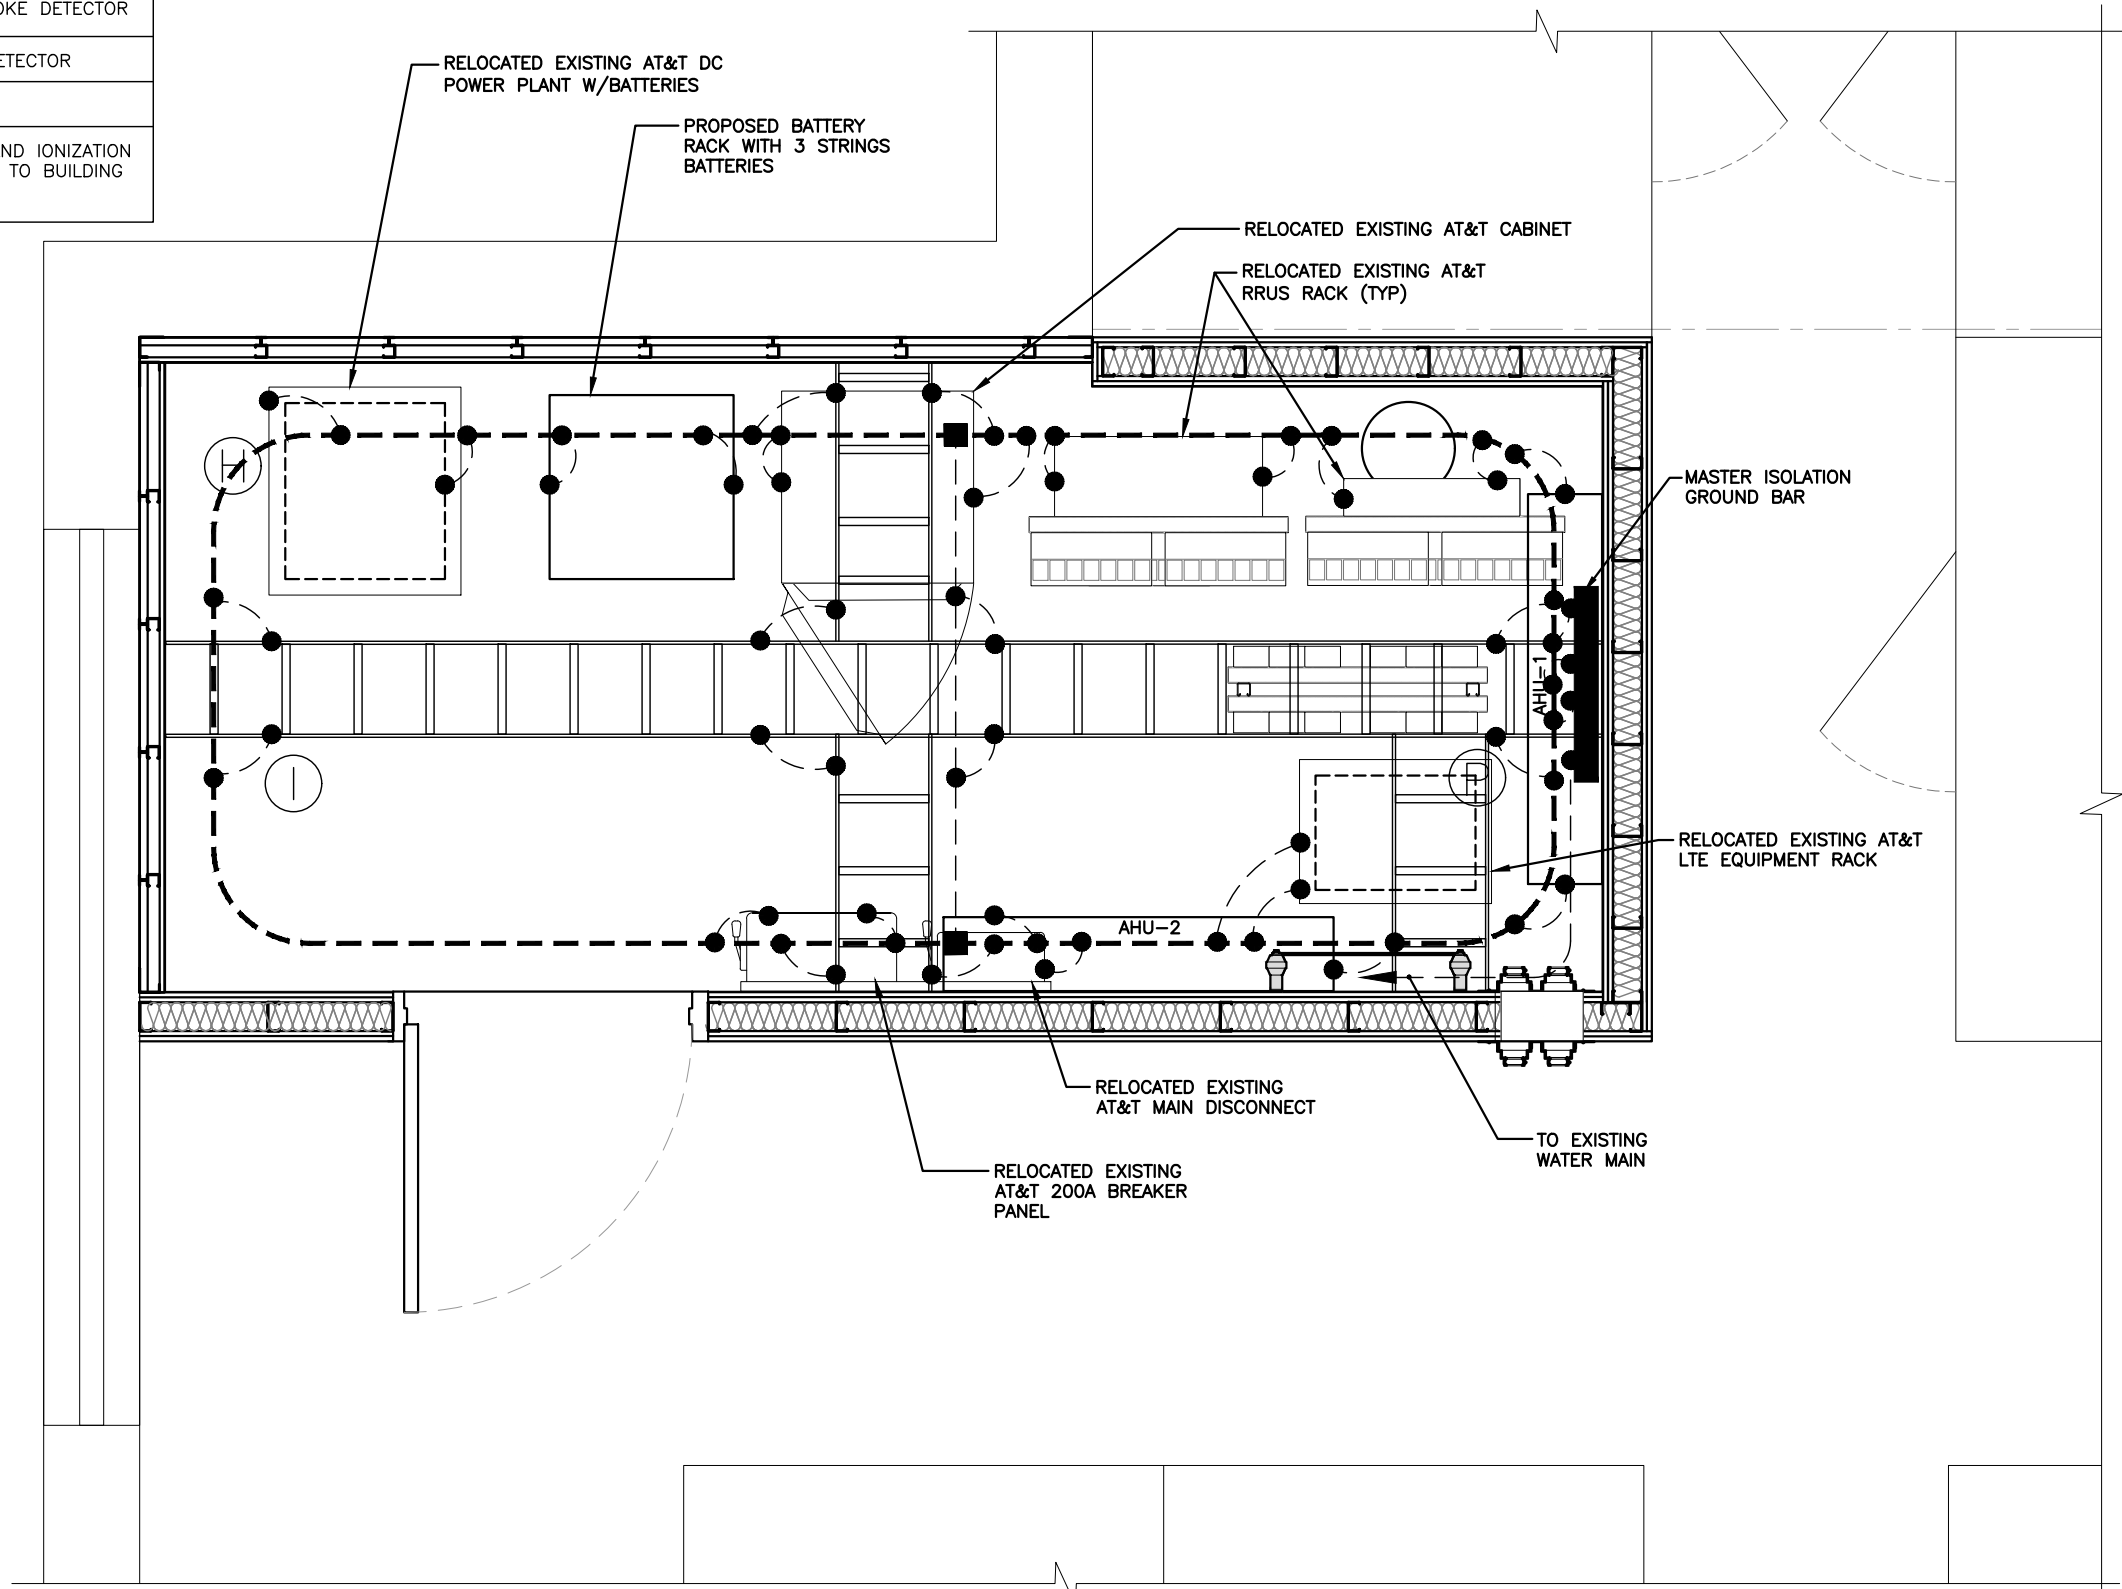 OKE DETECTOR
ETECTOR
ND IONIZATION
TO BUILDING
RELOCATED EXISTING AT&T DC
POWER PLANT W/BATTERIES
PROPOSED BATTERY
RACK WITH 3 STRINGS
BATTERIES
RELOCATED EXISTING AT&T CABINET
RELOCATED EXISTING AT&T
RRUS RACK (TYP)
H
MASTER ISOLATION
GROUND BAR
AHU-1
I
P
RELOCATED EXISTING AT&T
LTE EQUIPMENT RACK
AHU-2
RELOCATED EXISTING
AT&T MAIN DISCONNECT
TO EXISTING
WATER MAIN
RELOCATED EXISTING
AT&T 200A BREAKER
PANEL